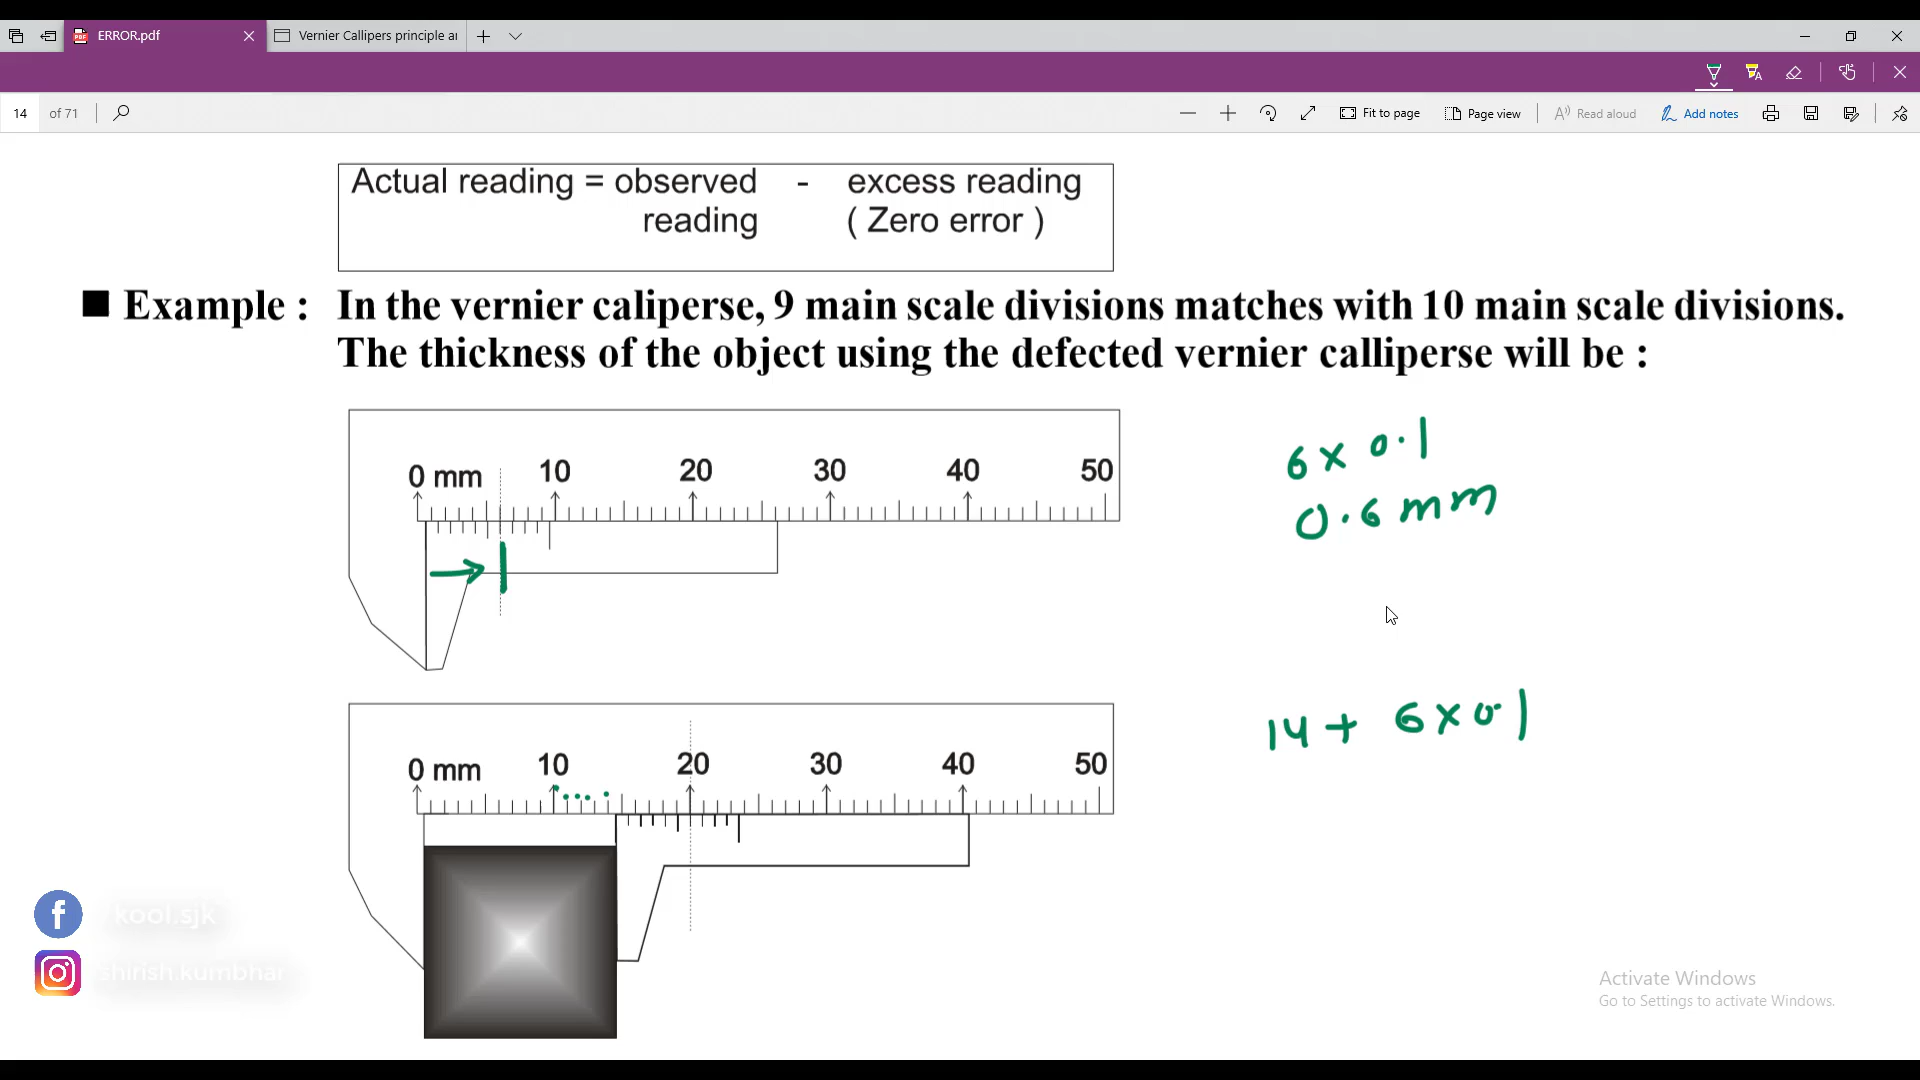 ERROR.pdf
Vernier Callipers principle ar
14 of 71
Fit to page
Page view
Read aloud
Add notes
Actual reading = observed - excess reading
reading ( Zero error )
Example : In the vernier caliperse, 9 main scale divisions matches with 10 main scale divisions.
The thickness of the object using the defected vernier calliperse will be :
0 mm 10 20 30 40 50
6 x 0.1
0.6 mm
14 + 6 x 0.1
0 mm 10 20 30 40 50
kool.sjk
shirish.kumbhar
Activate Windows
Go to Settings to activate Windows.